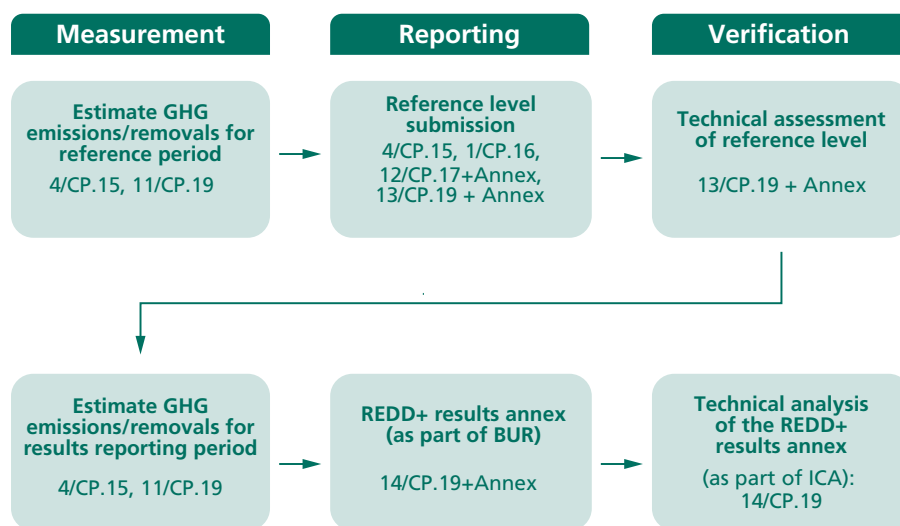 Measurement
Reporting
Verification
Estimate GHG
emissions/removals for
reference period
4/CP.15, 11/CP.19
Reference level
submission
4/CP.15, 1/CP.16,
12/CP.17+Annex,
13/CP.19 + Annex
Technical assessment
of reference level
13/CP.19 + Annex
Estimate GHG
emissions/removals for
results reporting period
4/CP.15, 11/CP.19
REDD+ results annex
(as part of BUR)
14/CP.19+Annex
Technical analysis
of the REDD+
results annex
(as part of ICA):
14/CP.19